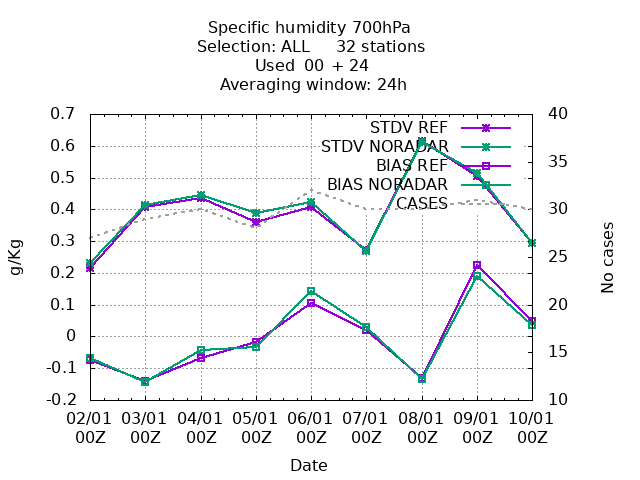 Specific humidity 700hPa
Selection: ALL 32 stations
Used 00 + 24
Averaging window: 24h
0.7
0.6
0.5
0.4
0.3
0.2
0.1
0
-0.1
-0.2
40
35
30
25
20
15
10
g/Kg
No cases
STDV REF
STDV NORADAR
BIAS REF
BIAS NORADAR
CASES
02/01 03/01 04/01 05/01 06/01 07/01 08/01 09/01 10/01
00Z 00Z 00Z 00Z 00Z 00Z 00Z 00Z 00Z
Date